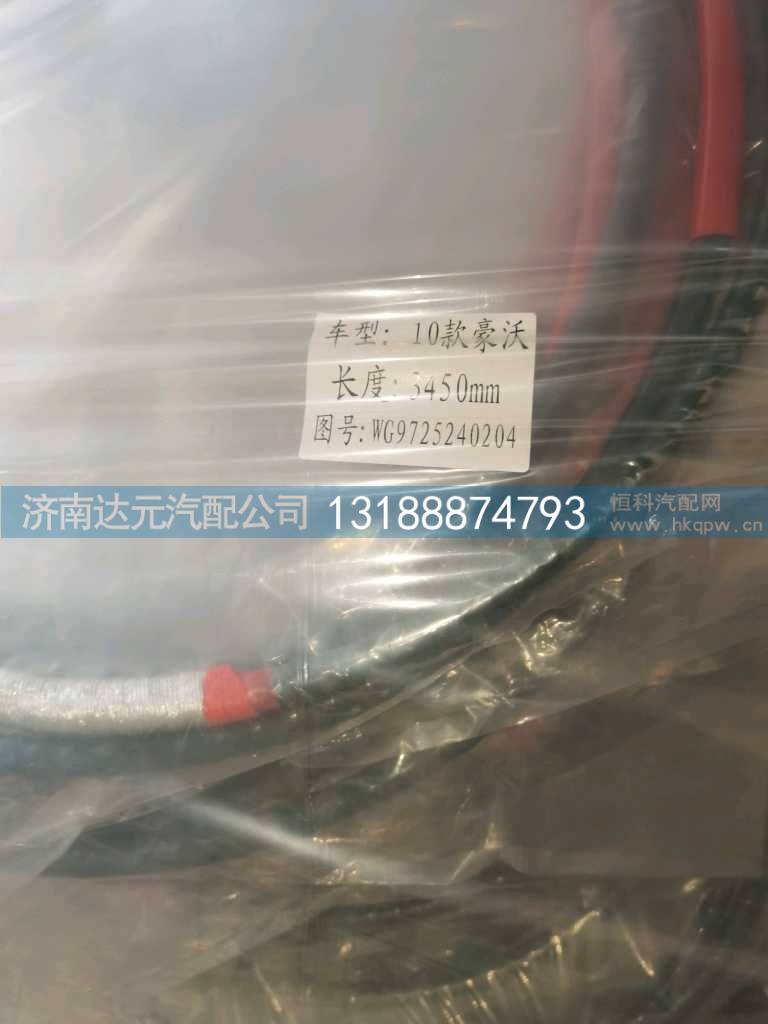 车型: 10款豪沃
长度: 3450mm
图号:WG9725240204
济南达元汽配公司 13188874793
恒科汽配网
www.hkqpw.cn